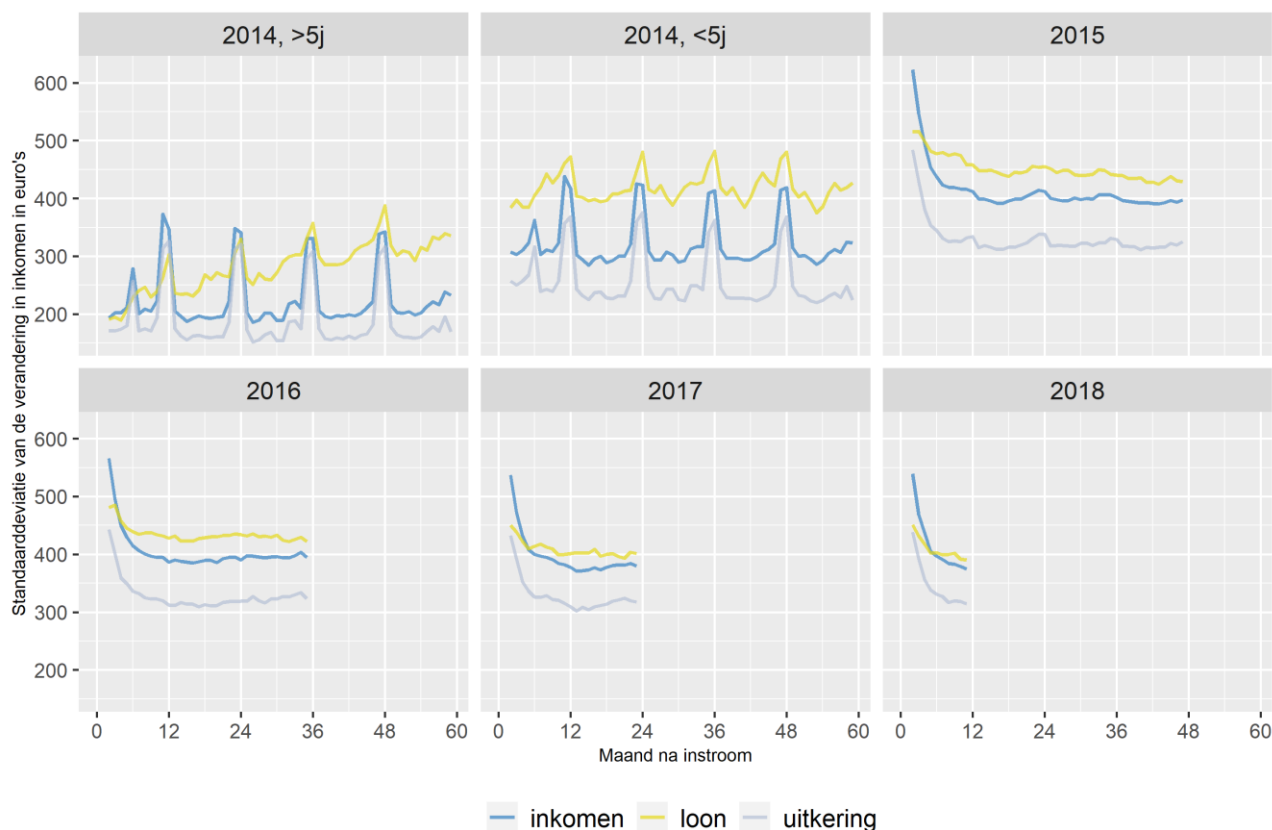 2014, >5j
2014, <5j
2015
600
500
400
300
200
2016
2017
2018
600
500
400
300
200
0 12 24 36 48 60
0 12 24 36 48 60
0 12 24 36 48 60
Standaarddeviatie van de verandering in inkomen in euro's
Maand na instroom
inkomen
loon
uitkering